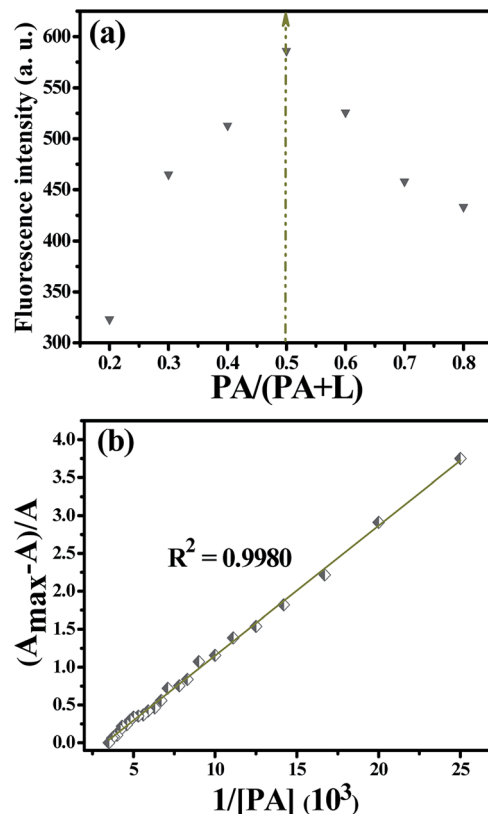 (a)
Fluorescence intensity (a. u.)
600
550
500
450
400
350
300
0.2 0.3 0.4 0.5 0.6 0.7 0.8
PA/(PA+L)
(b)
(Amax-A)/A
4.0
3.5
3.0
2.5
2.0
1.5
1.0
0.5
0.0
R² = 0.9980
5 10 15 20 25
1/[PA] (10³)